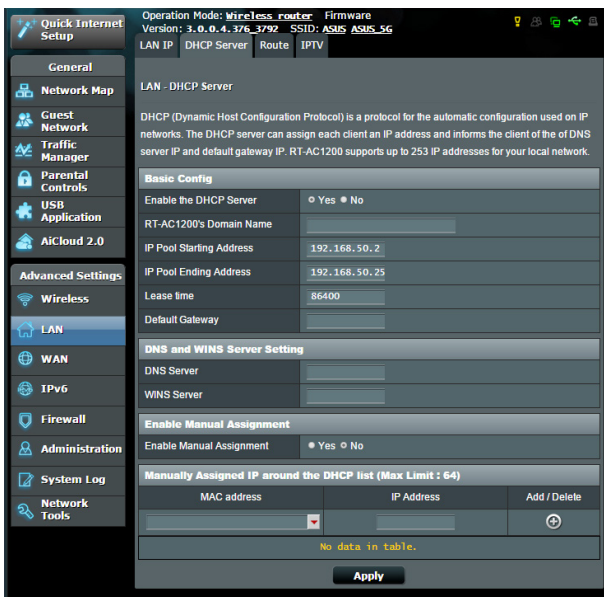 Quick Internet
Setup
General
Network Map
Guest
Network
Traffic
Manager
Parental
Controls
USB
Application
AiCloud 2.0
Advanced Settings
Wireless
LAN
WAN
IPv6
Firewall
Administration
System Log
Network
Tools
Operation Mode: Wireless router Firmware
Version: 3.0.0.4.376_3792 SSID: ASUS ASUS_5G
LAN IP DHCP Server Route IPTV
LAN - DHCP Server
DHCP (Dynamic Host Configuration Protocol) is a protocol for the automatic configuration used on IP
networks. The DHCP server can assign each client an IP address and informs the client of the of DNS
server IP and default gateway IP. RT-AC1200 supports up to 253 IP addresses for your local network.
Basic Config
Enable the DHCP Server Yes No
RT-AC1200's Domain Name
IP Pool Starting Address 192.168.50.2
IP Pool Ending Address 192.168.50.25
Lease time 86400
Default Gateway
DNS and WINS Server Setting
DNS Server
WINS Server
Enable Manual Assignment
Enable Manual Assignment Yes No
Manually Assigned IP around the DHCP list (Max Limit : 64)
MAC address IP Address Add / Delete
No data in table.
Apply